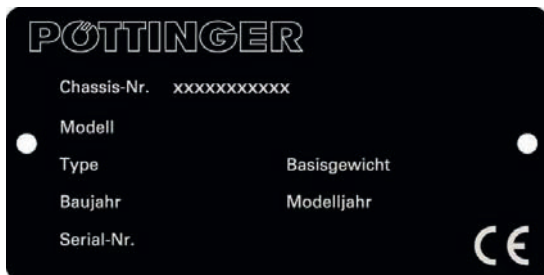 PÖTTINGER
Chassis-Nr. xxxxxxxxxxx
Modell
Type Basisgewicht
Baujahr Modelljahr
Serial-Nr.
CE